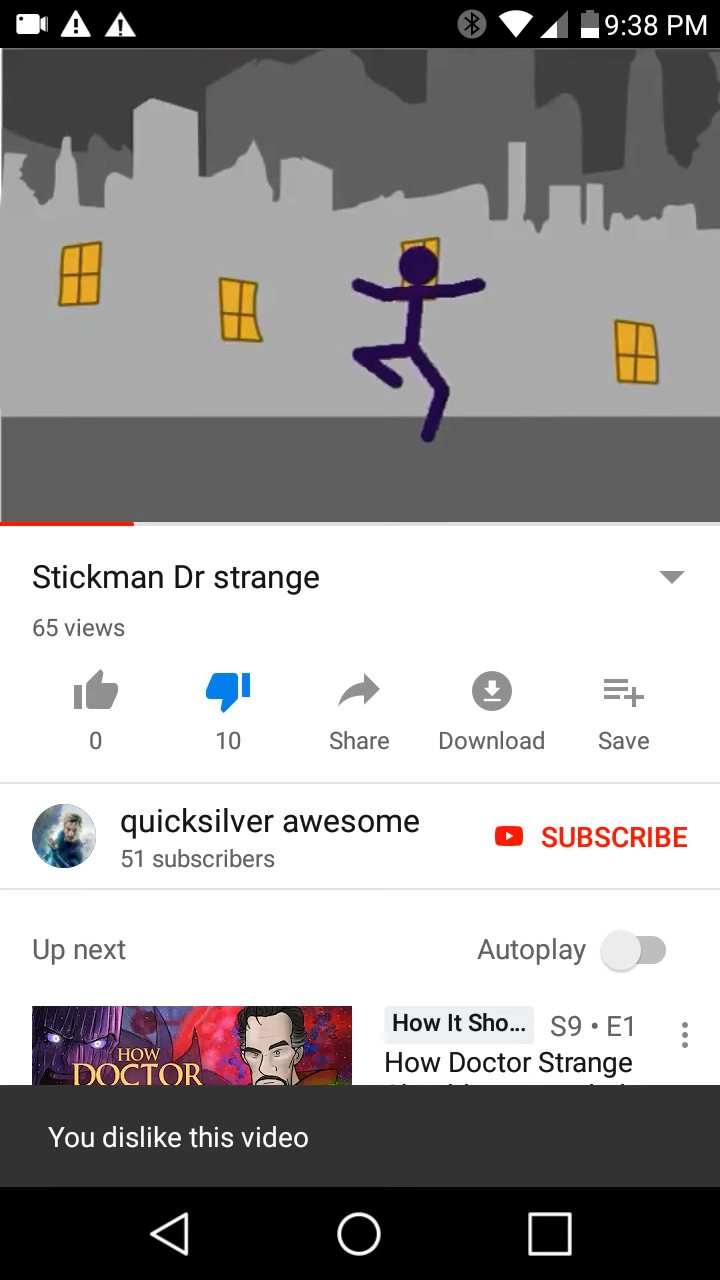 9:38 PM
Stickman Dr strange
65 views
0
10
Share
Download
Save
quicksilver awesome
51 subscribers
SUBSCRIBE
Up next
Autoplay
HOW
DOCTOR
How It Sho...
S9 • E1
How Doctor Strange
You dislike this video